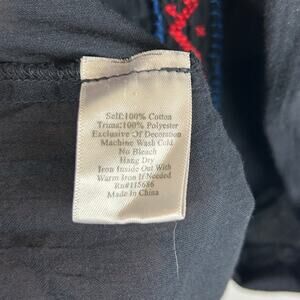 Self:100% Cotton
Trims:100% Polyester
Exclusive Of Decoration
Machine Wash Cold
No Bleach
Hang Dry
Iron Inside Out With
Warm Iron If Needed
Rn#115686
Made In China